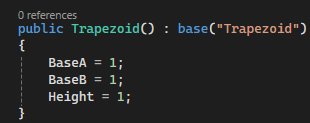 0 references
public Trapezoid() : base("Trapezoid")
{
BaseA = 1;
BaseB = 1;
Height = 1;
}